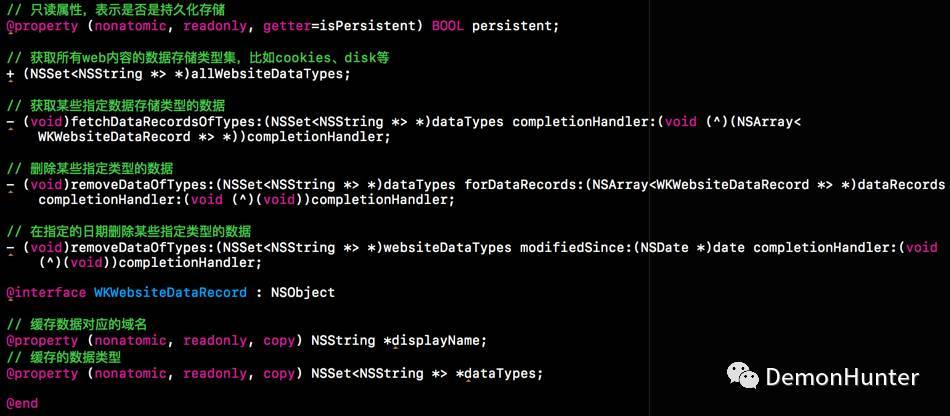 // 只读属性，表示是否是持久化存储
@property (nonatomic, readonly, getter=isPersistent) BOOL persistent;
// 获取所有web内容的数据存储类型集，比如cookies、disk等
+ (NSSet<NSString *> *)allWebsiteDataTypes;
// 获取某些指定数据存储类型的数据
- (void)fetchDataRecordsOfTypes:(NSSet<NSString *> *)dataTypes completionHandler:(void (^)(NSArray<
WKWebsiteDataRecord *> *))completionHandler;
// 删除某些指定类型的数据
- (void)removeDataOfTypes:(NSSet<NSString *> *)dataTypes forDataRecords:(NSArray<WKWebsiteDataRecord *> *)dataRecords
completionHandler:(void (^)(void))completionHandler;
// 在指定的日期删除某些指定类型的数据
- (void)removeDataOfTypes:(NSSet<NSString *> *)websiteDataTypes modifiedSince:(NSDate *)date completionHandler:(void
(^)(void))completionHandler;
@interface WKWebsiteDataRecord : NSObject
// 缓存数据对应的域名
@property (nonatomic, readonly, copy) NSString *displayName;
// 缓存的数据类型
@property (nonatomic, readonly, copy) NSSet<NSString *> *dataTypes;
@end
DemonHunter